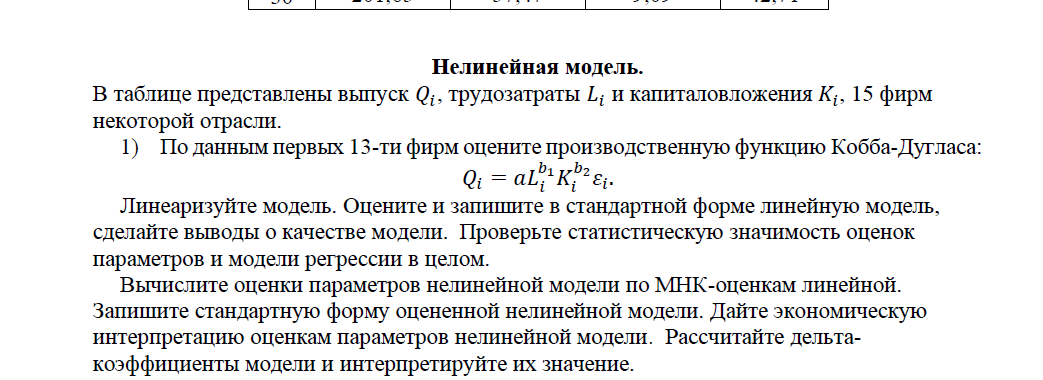 Нелинейная модель.
В таблице представлены выпуск Qᵢ, трудозатраты Lᵢ и капиталовложения Kᵢ, 15 фирм
некоторой отрасли.
1) По данным первых 13-ти фирм оцените производственную функцию Кобба-Дугласа:
Qᵢ = aLᵢ^b₁ Kᵢ^b₂ εᵢ.
Линеаризуйте модель. Оцените и запишите в стандартной форме линейную модель,
сделайте выводы о качестве модели. Проверьте статистическую значимость оценок
параметров и модели регрессии в целом.
Вычислите оценки параметров нелинейной модели по МНК-оценкам линейной.
Запишите стандартную форму оцененной нелинейной модели. Дайте экономическую
интерпретацию оценкам параметров нелинейной модели. Рассчитайте дельта-
коэффициенты модели и интерпретируйте их значение.